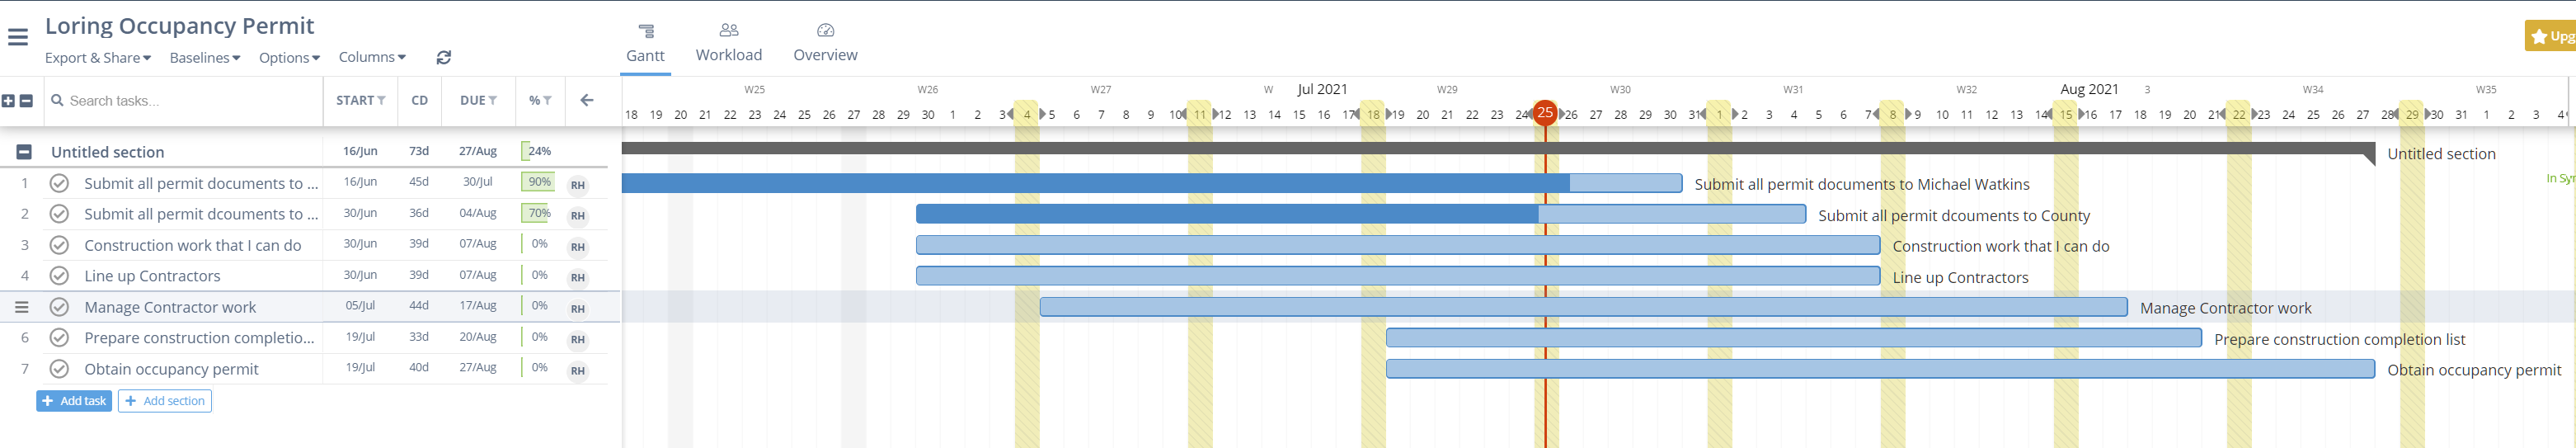 Loring Occupancy Permit
Export & Share Baselines Options Columns
Gantt Workload Overview
Upg
Search tasks... START CD DUE %
W25 W26 W27 W Jul 2021 W29 W30 W31 W32 Aug 2021 3 W34 W35
18 19 20 21 22 23 24 25 26 27 28 29 30 1 2 3 4 5 6 7 8 9 10 11 12 13 14 15 16 17 18 19 20 21 22 23 24 25 26 27 28 29 30 31 1 2 3 4 5 6 7 8 9 10 11 12 13 14 15 16 17 18 19 20 21 22 23 24 25 26 27 28 29 30 31 1 2 3 4
Untitled section 16/Jun 73d 27/Aug 24% Untitled section
1 Submit all permit documents to ... 16/Jun 45d 30/Jul 90% RH Submit all permit documents to Michael Watkins
In Syn
2 Submit all permit dcouments to ... 30/Jun 36d 04/Aug 70% RH Submit all permit dcouments to County
3 Construction work that I can do 30/Jun 39d 07/Aug 0% RH Construction work that I can do
4 Line up Contractors 30/Jun 39d 07/Aug 0% RH Line up Contractors
Manage Contractor work 05/Jul 44d 17/Aug 0% RH Manage Contractor work
6 Prepare construction completio... 19/Jul 33d 20/Aug 0% RH Prepare construction completion list
7 Obtain occupancy permit 19/Jul 40d 27/Aug 0% RH Obtain occupancy permit
Add task Add section